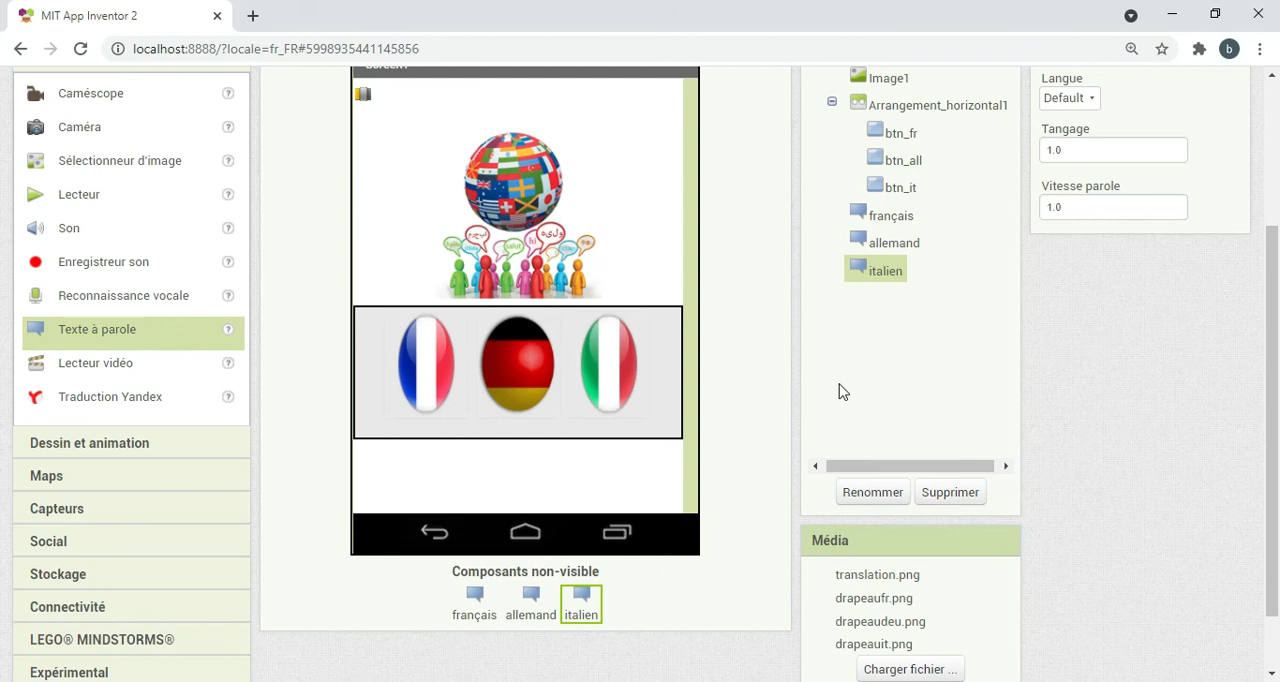 MIT App Inventor 2
localhost:8888/?locale=fr_FR#5998935441145856
b
Caméscope
Caméra
Sélectionneur d'image
Lecteur
Son
Enregistreur son
Reconnaissance vocale
Texte à parole
Lecteur vidéo
Traduction Yandex
Dessin et animation
Maps
Capteurs
Social
Stockage
Connectivité
LEGO® MINDSTORMS®
Expérimental
salut
hi
Composants non-visible
français allemand italien
Image1
Arrangement_horizontal1
btn_fr
btn_all
btn_it
français
allemand
italien
Renommer Supprimer
Média
translation.png
drapeaufr.png
drapeaudeu.png
drapeauit.png
Charger fichier ...
Langue
Default
Tangage
1.0
Vitesse parole
1.0